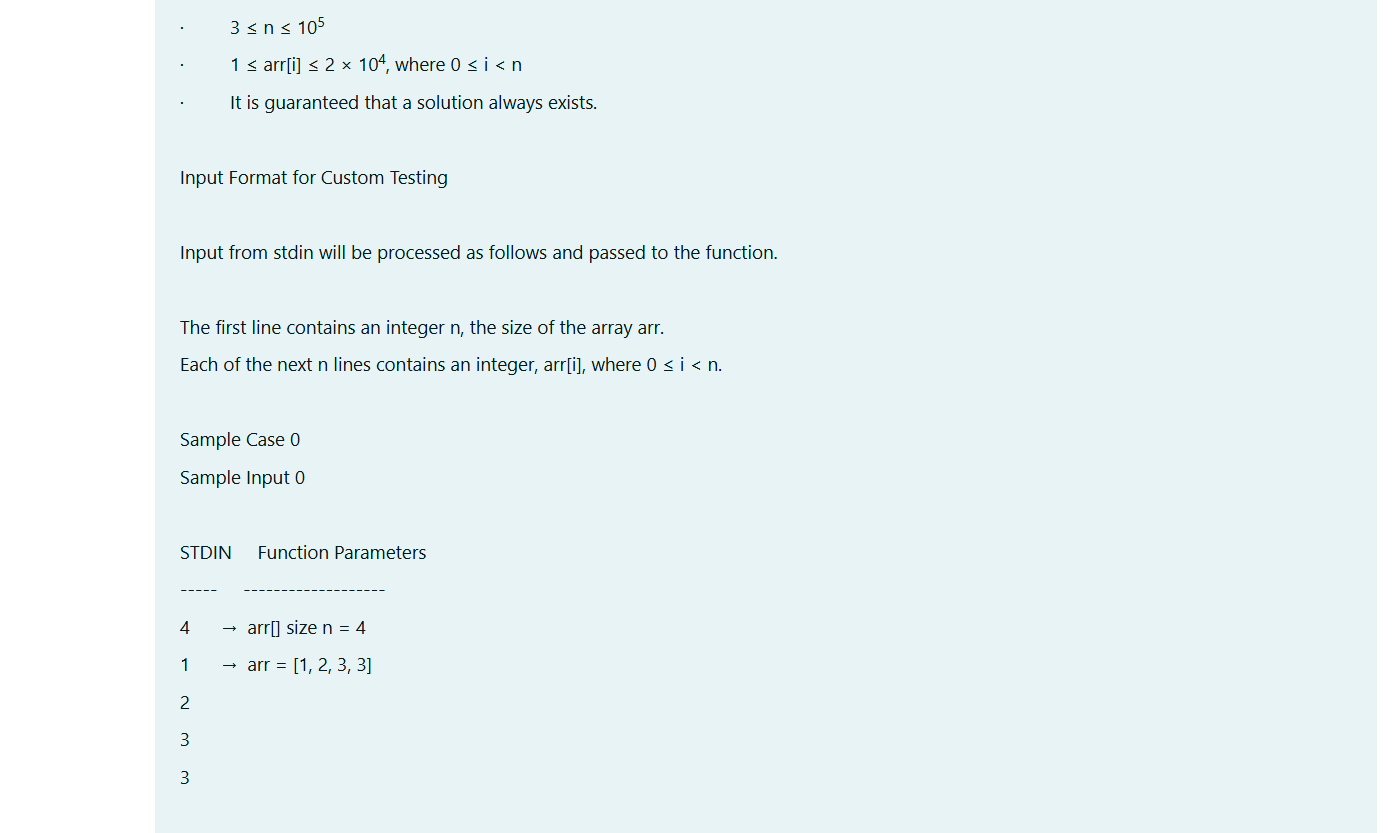 · 3 ≤ n ≤ 10⁵
· 1 ≤ arr[i] ≤ 2 × 10⁴, where 0 ≤ i < n
· It is guaranteed that a solution always exists.
Input Format for Custom Testing
Input from stdin will be processed as follows and passed to the function.
The first line contains an integer n, the size of the array arr.
Each of the next n lines contains an integer, arr[i], where 0 ≤ i < n.
Sample Case 0
Sample Input 0
STDIN Function Parameters
----- -------------------
4 → arr[] size n = 4
1 → arr = [1, 2, 3, 3]
2
3
3